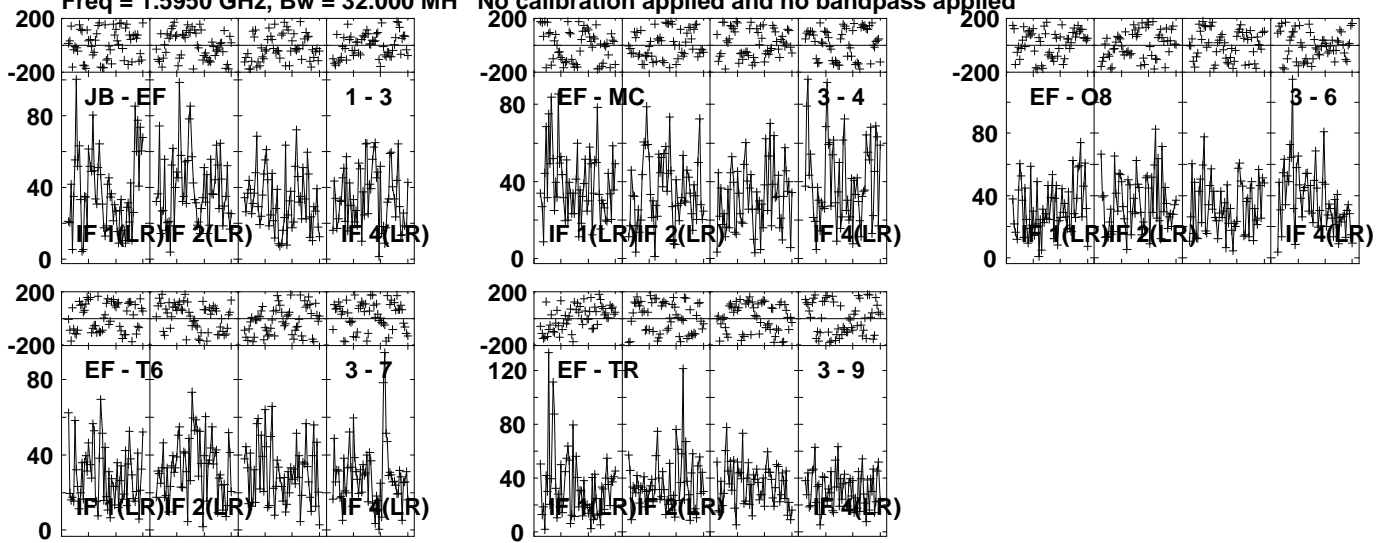 Freq = 1.5950 GHz, Bw = 32.000 MH No calibration applied and no bandpass applied
200
-200
JB - EF 1 - 3
80
40
0
IF 1(LR) IF 2(LR) IF 4(LR)
EF - MC 3 - 4
80
40
0
IF 1(LR) IF 2(LR) IF 4(LR)
200
-200
EF - O8 3 - 6
80
40
0
IF 1(LR) IF 2(LR) IF 4(LR)
200
-200
EF - T6 3 - 7
80
40
0
IF 1(LR) IF 2(LR) IF 4(LR)
200
-200
EF - TR 3 - 9
120
80
40
0
IF 1(LR) IF 2(LR) IF 4(LR)
200
-200